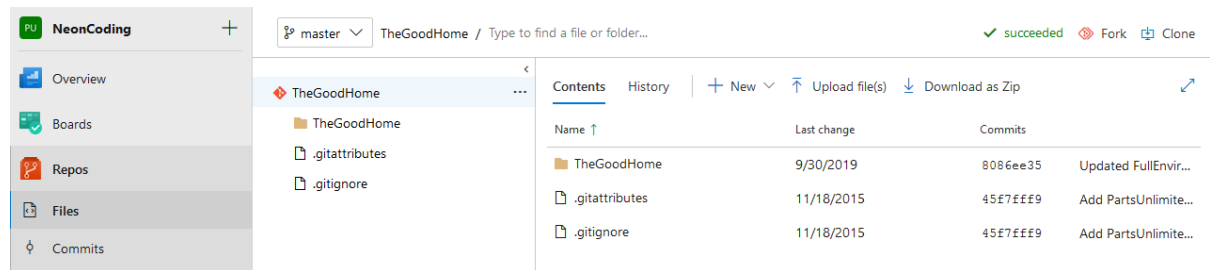 PU NeonCoding +
master TheGoodHome / Type to find a file or folder... succeeded Fork Clone
Overview
Boards
Repos
Files
Commits
TheGoodHome ...
TheGoodHome
.gitattributes
.gitignore
Contents History + New Upload file(s) Download as Zip
Name ↑ Last change Commits
TheGoodHome 9/30/2019 8086ee35 Updated FullEnvir...
.gitattributes 11/18/2015 45f7fff9 Add PartsUnlimite...
.gitignore 11/18/2015 45f7fff9 Add PartsUnlimite...